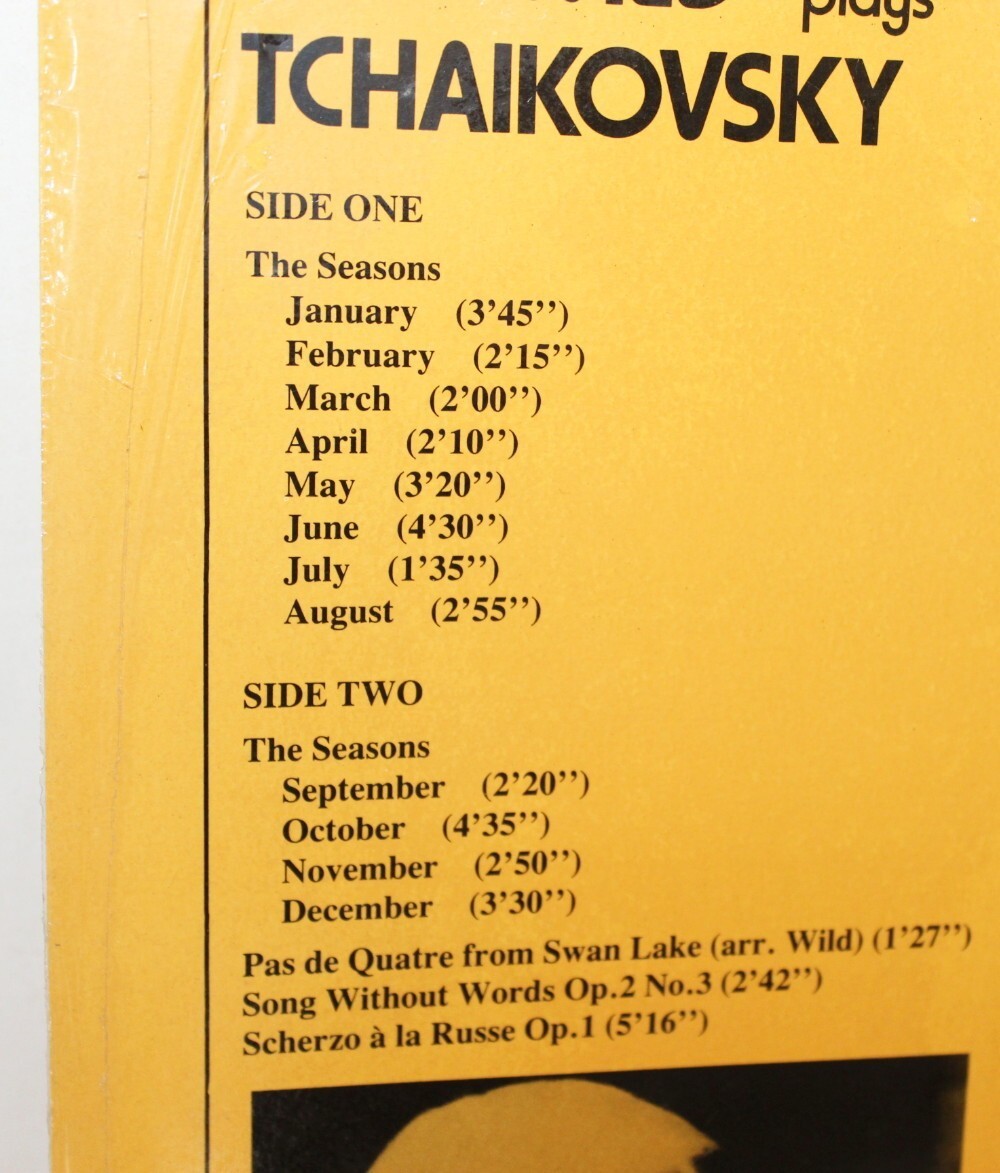 plays
TCHAIKOVSKY
SIDE ONE
The Seasons
January (3’45’’)
February (2’15’’)
March (2’00’’)
April (2’10’’)
May (3’20’’)
June (4’30’’)
July (1’35’’)
August (2’55’’)
SIDE TWO
The Seasons
September (2’20’’)
October (4’35’’)
November (2’50’’)
December (3’30’’)
Pas de Quatre from Swan Lake (arr. Wild) (1’27’’)
Song Without Words Op.2 No.3 (2’42’’)
Scherzo à la Russe Op.1 (5’16’’)